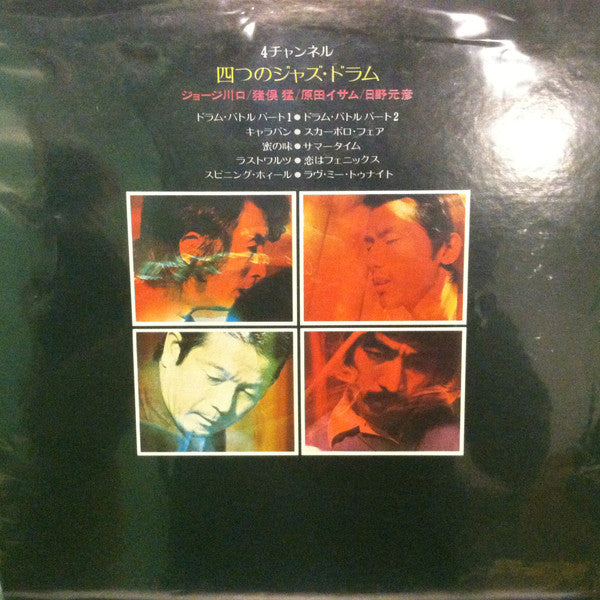 4チャンネル
四つのジャズ・ドラム
ジョージ川口/猪俣 猛/原田イサム/日野元彦
ドラム・バトル パート1●ドラム・バトル パート2
キャラバン●スカーボロ・フェア
蜜の味●サマータイム
ラストワルツ●恋はフェニックス
スピニング・ホィール●ラヴ・ミー・トゥナイト